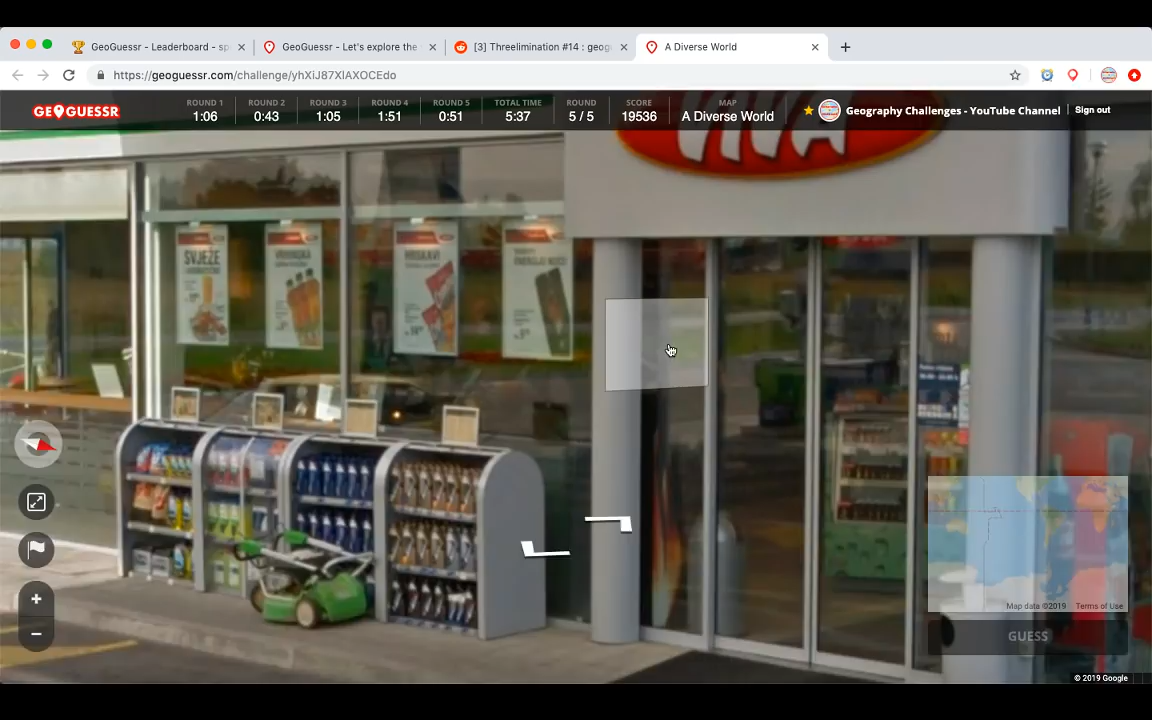 GeoGuessr - Leaderboard - sp
GeoGuessr - Let's explore the
[3] Threelimination #14 : geog
A Diverse World
https://geoguessr.com/challenge/yhXiJ87XlAXOCEdo
GEOGUESSR
ROUND 1
1:06
ROUND 2
0:43
ROUND 3
1:05
ROUND 4
1:51
ROUND 5
0:51
TOTAL TIME
5:37
ROUND
5 / 5
SCORE
19536
MAP
A Diverse World
Geography Challenges - YouTube Channel
Sign out
SVJEŽE
Map data ©2019
Terms of Use
GUESS
© 2019 Google